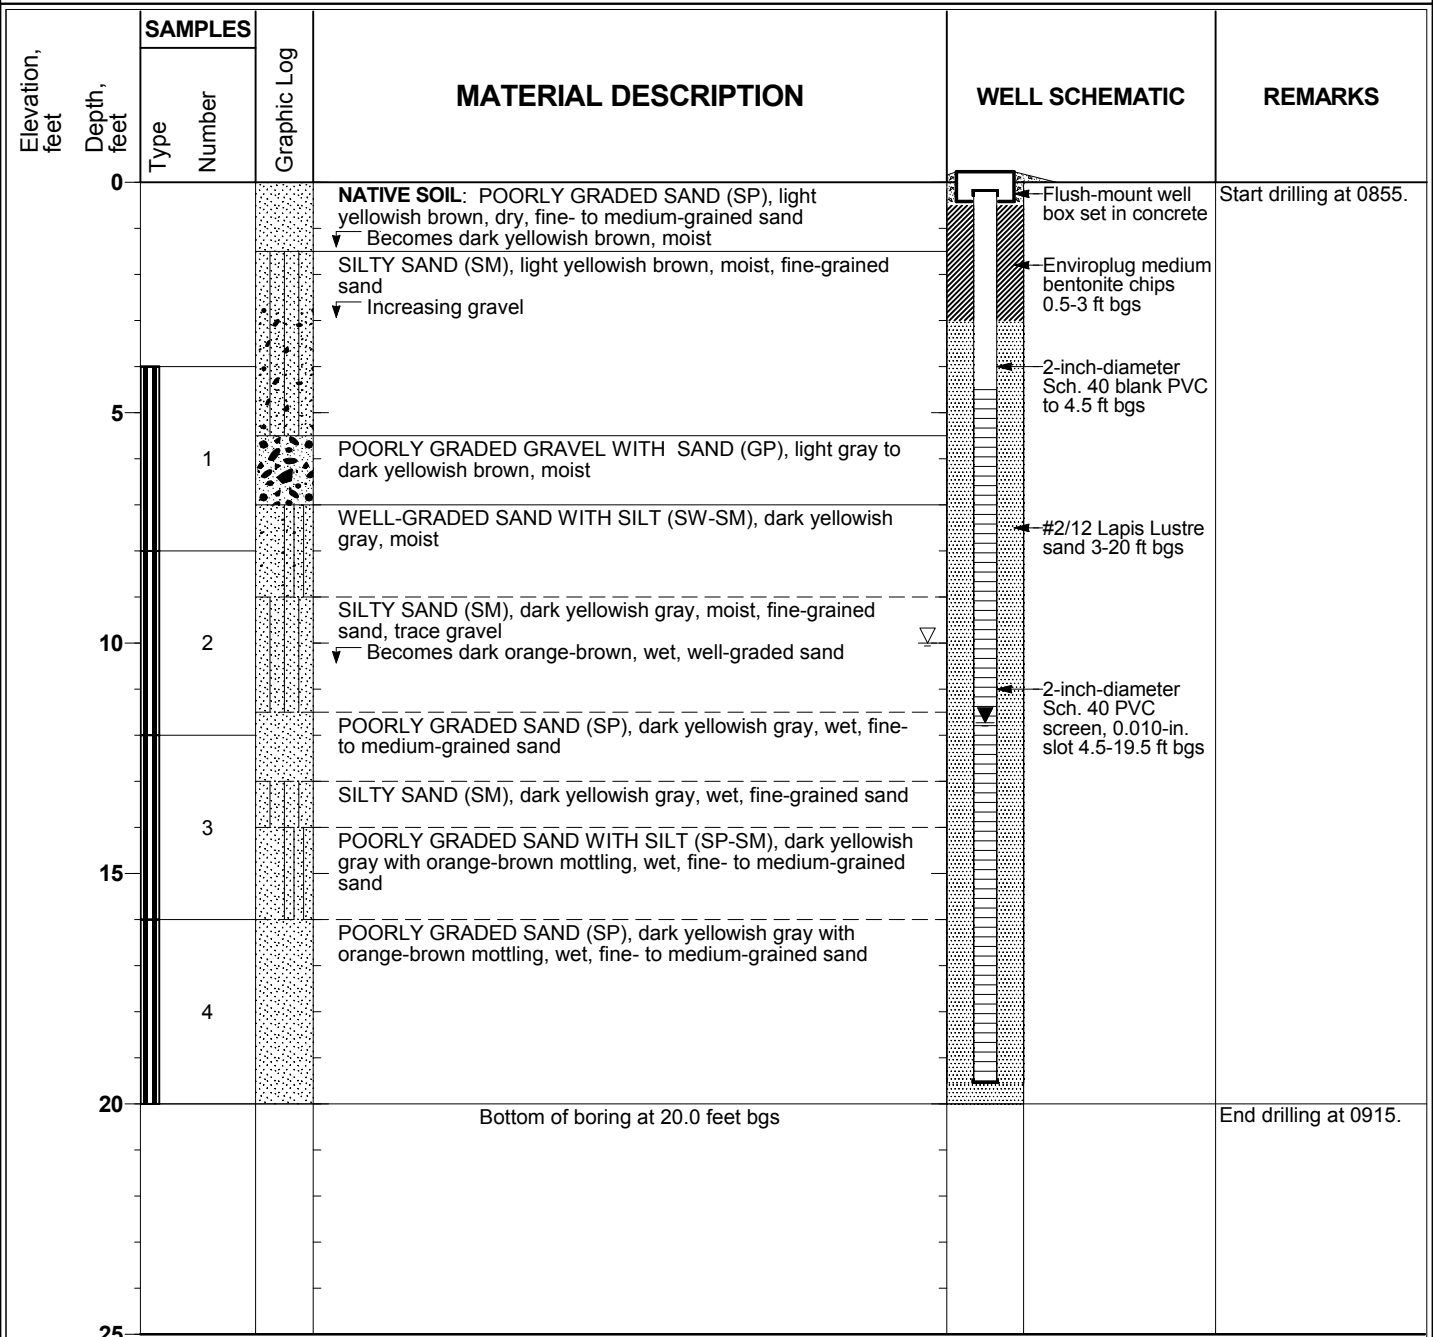 SAMPLES
Elevation,
feet
Depth,
feet
Type
Number
Graphic Log
MATERIAL DESCRIPTION
WELL SCHEMATIC
REMARKS
0
NATIVE SOIL: POORLY GRADED SAND (SP), light
yellowish brown, dry, fine- to medium-grained sand
Becomes dark yellowish brown, moist
Flush-mount well
box set in concrete
Start drilling at 0855.
SILTY SAND (SM), light yellowish brown, moist, fine-grained
sand
Increasing gravel
Enviroplug medium
bentonite chips
0.5-3 ft bgs
2-inch-diameter
Sch. 40 blank PVC
to 4.5 ft bgs
5
1
POORLY GRADED GRAVEL WITH SAND (GP), light gray to
dark yellowish brown, moist
WELL-GRADED SAND WITH SILT (SW-SM), dark yellowish
gray, moist
#2/12 Lapis Lustre
sand 3-20 ft bgs
SILTY SAND (SM), dark yellowish gray, moist, fine-grained
sand, trace gravel
Becomes dark orange-brown, wet, well-graded sand
10
2
2-inch-diameter
Sch. 40 PVC
screen, 0.010-in.
slot 4.5-19.5 ft bgs
POORLY GRADED SAND (SP), dark yellowish gray, wet, fine-
to medium-grained sand
SILTY SAND (SM), dark yellowish gray, wet, fine-grained sand
3
POORLY GRADED SAND WITH SILT (SP-SM), dark yellowish
gray with orange-brown mottling, wet, fine- to medium-grained
sand
15
POORLY GRADED SAND (SP), dark yellowish gray with
orange-brown mottling, wet, fine- to medium-grained sand
4
20
Bottom of boring at 20.0 feet bgs
End drilling at 0915.
25